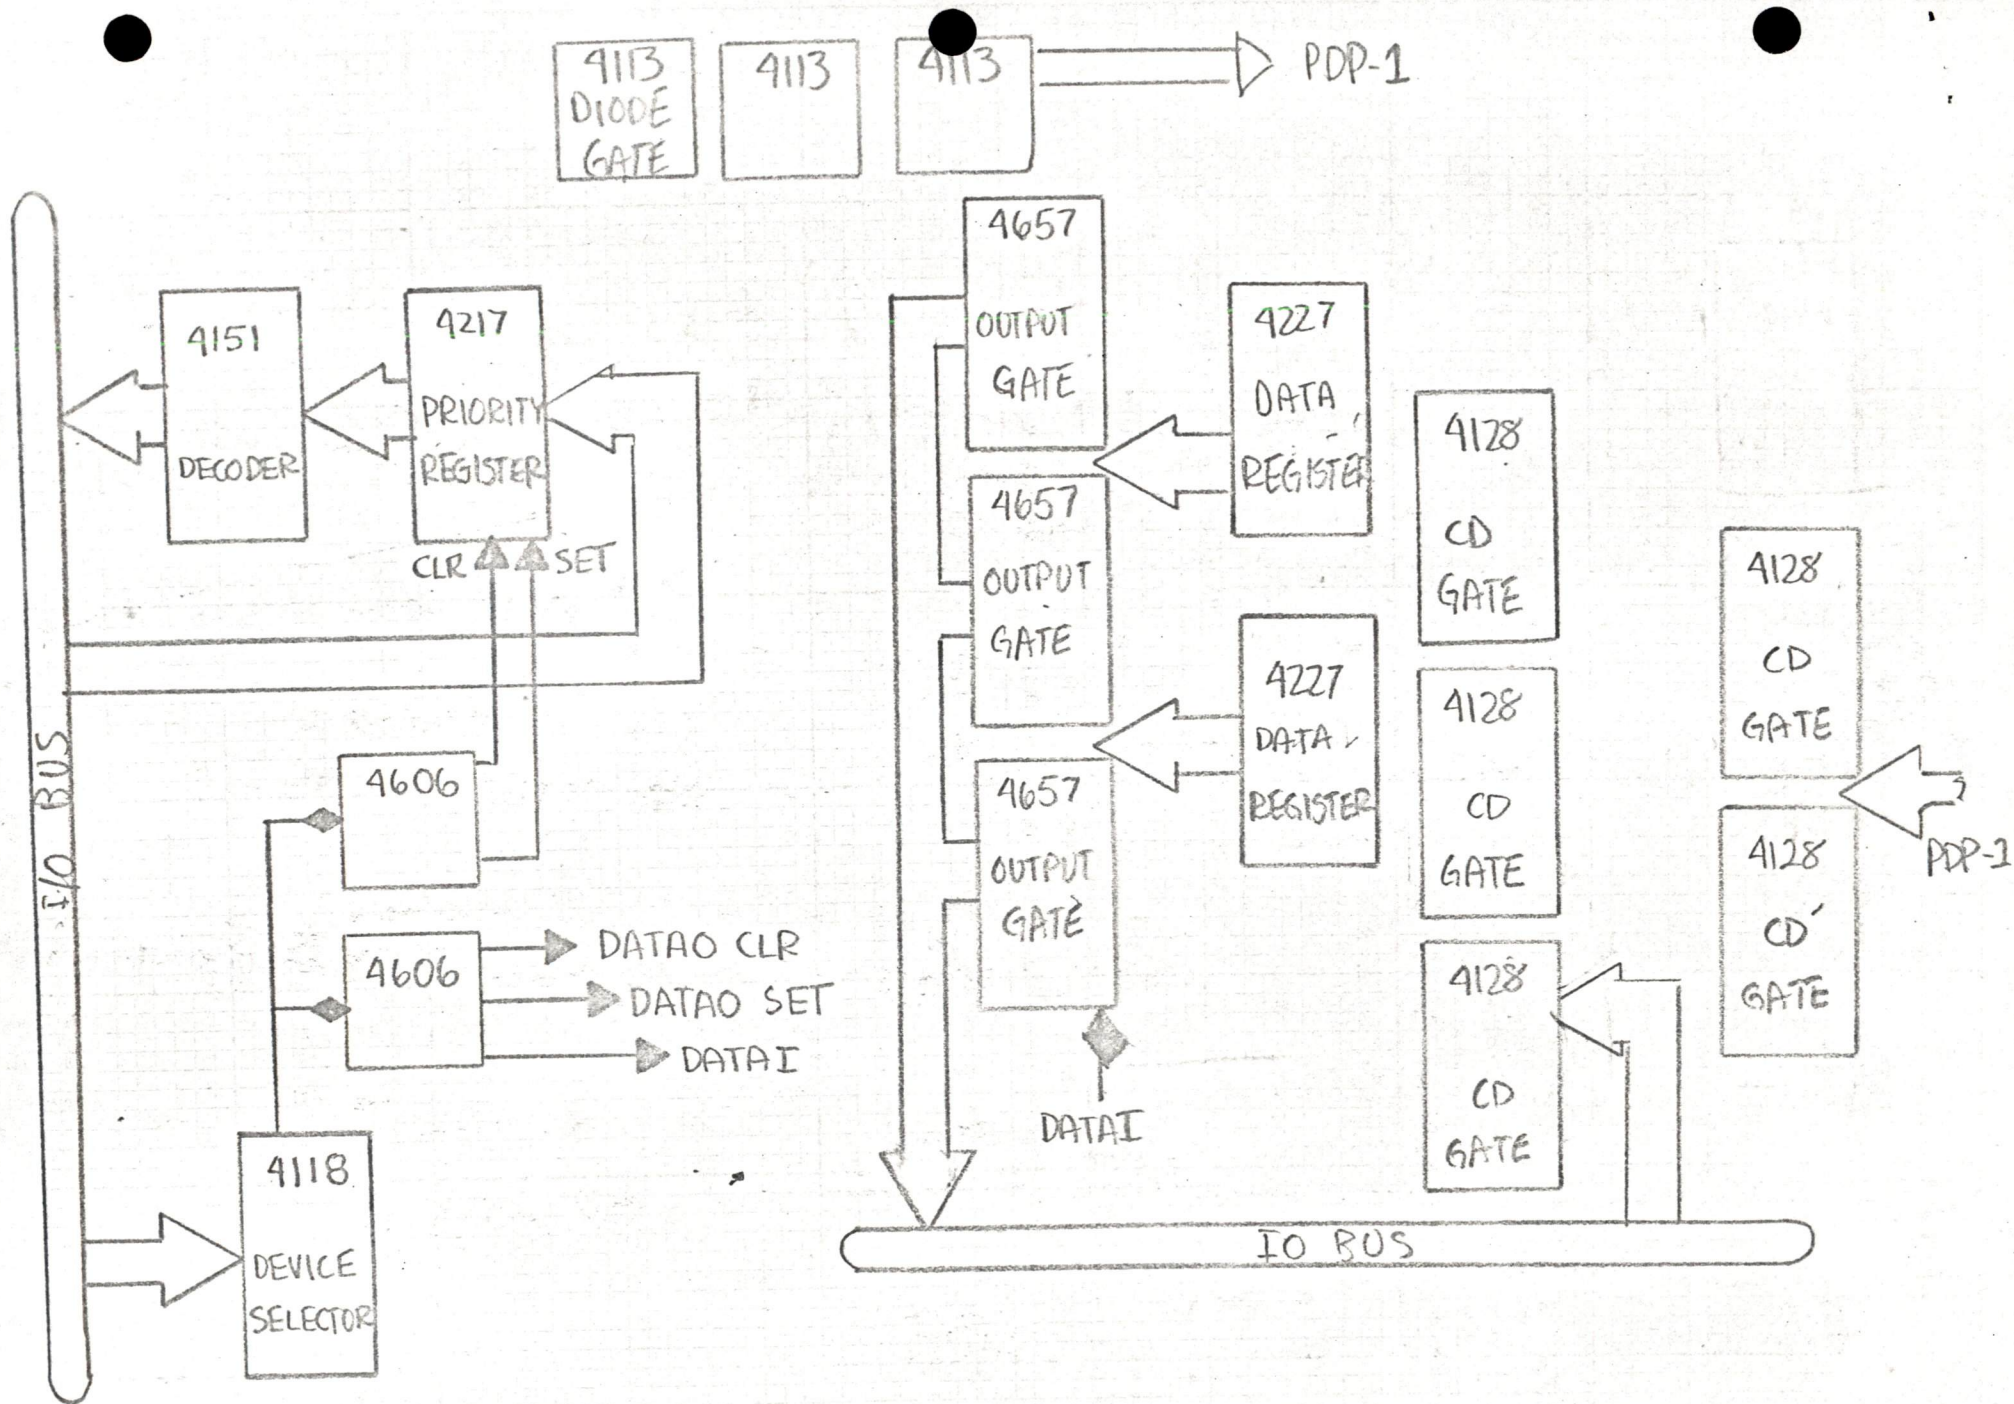 4113
DIODE
GATE
4113
4113
PDP-1
4151
DECODER
4217
PRIORITY
REGISTER
CLR
SET
I/O BUS
4606
4606
DATAO CLR
DATAO SET
DATAI
4118
DEVICE
SELECTOR
4657
OUTPUT
GATE
4657
OUTPUT
GATE
4657
OUTPUT
GATE
DATAI
4227
DATA
REGISTER
4227
DATA
REGISTER
4128
CD
GATE
4128
CD
GATE
4128
CD
GATE
4128
CD
GATE
4128
CD
GATE
PDP-1
IO BUS